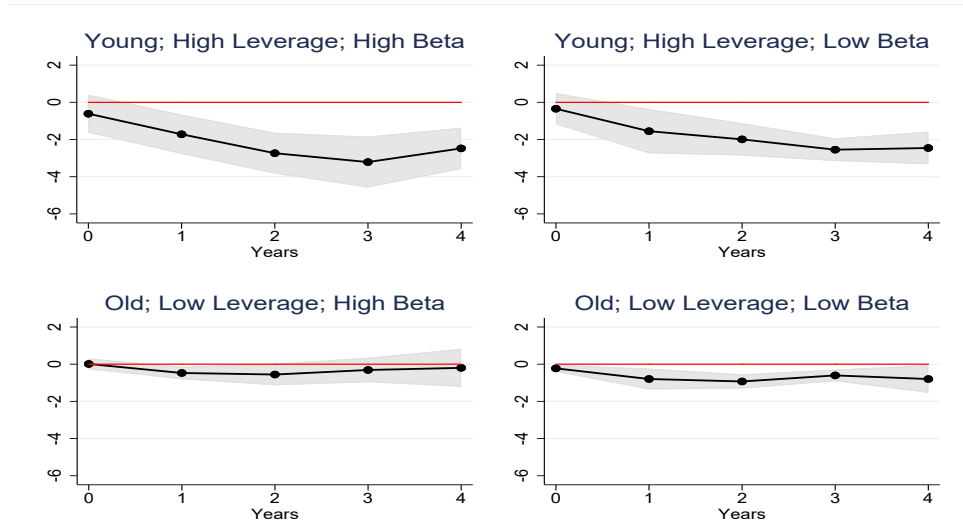 Young; High Leverage; High Beta
2
0
-2
-4
-6
0 1 2 3 4
Years
Young; High Leverage; Low Beta
2
0
-2
-4
-6
0 1 2 3 4
Years
Old; Low Leverage; High Beta
2
0
-2
-4
-6
0 1 2 3 4
Years
Old; Low Leverage; Low Beta
2
0
-2
-4
-6
0 1 2 3 4
Years